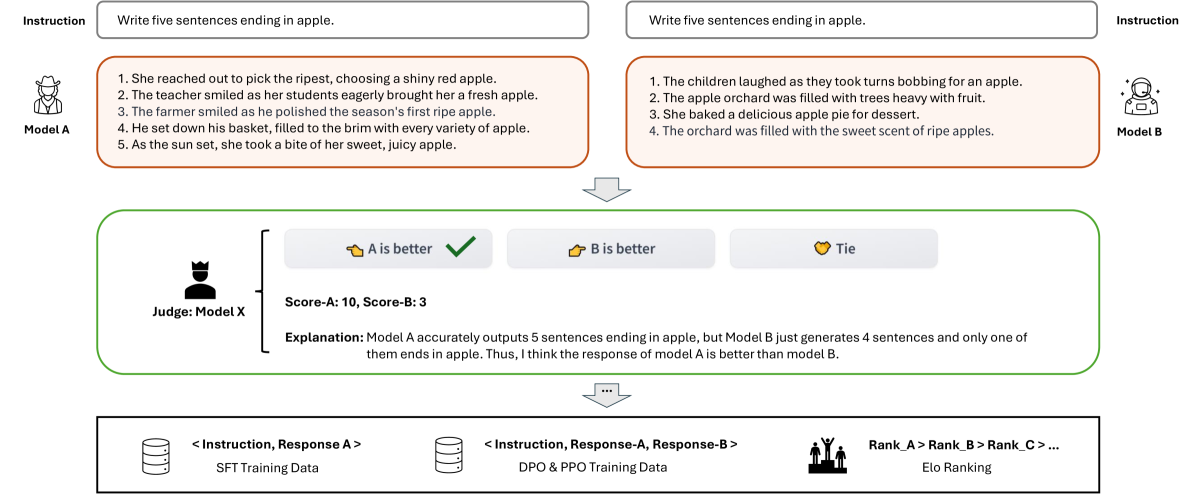 Instruction
Write five sentences ending in apple.
Write five sentences ending in apple.
Instruction
Model A
1. She reached out to pick the ripest, choosing a shiny red apple.
2. The teacher smiled as her students eagerly brought her a fresh apple.
3. The farmer smiled as he polished the season's first ripe apple.
4. He set down his basket, filled to the brim with every variety of apple.
5. As the sun set, she took a bite of her sweet, juicy apple.
1. The children laughed as they took turns bobbing for an apple.
2. The apple orchard was filled with trees heavy with fruit.
3. She baked a delicious apple pie for dessert.
4. The orchard was filled with the sweet scent of ripe apples.
Model B
A is better
B is better
Tie
Judge: Model X
Score-A: 10, Score-B: 3
Explanation: Model A accurately outputs 5 sentences ending in apple, but Model B just generates 4 sentences and only one of
them ends in apple. Thus, I think the response of model A is better than model B.
...
< Instruction, Response A >
SFT Training Data
< Instruction, Response-A, Response-B >
DPO & PPO Training Data
Rank_A > Rank_B > Rank_C > ...
Elo Ranking